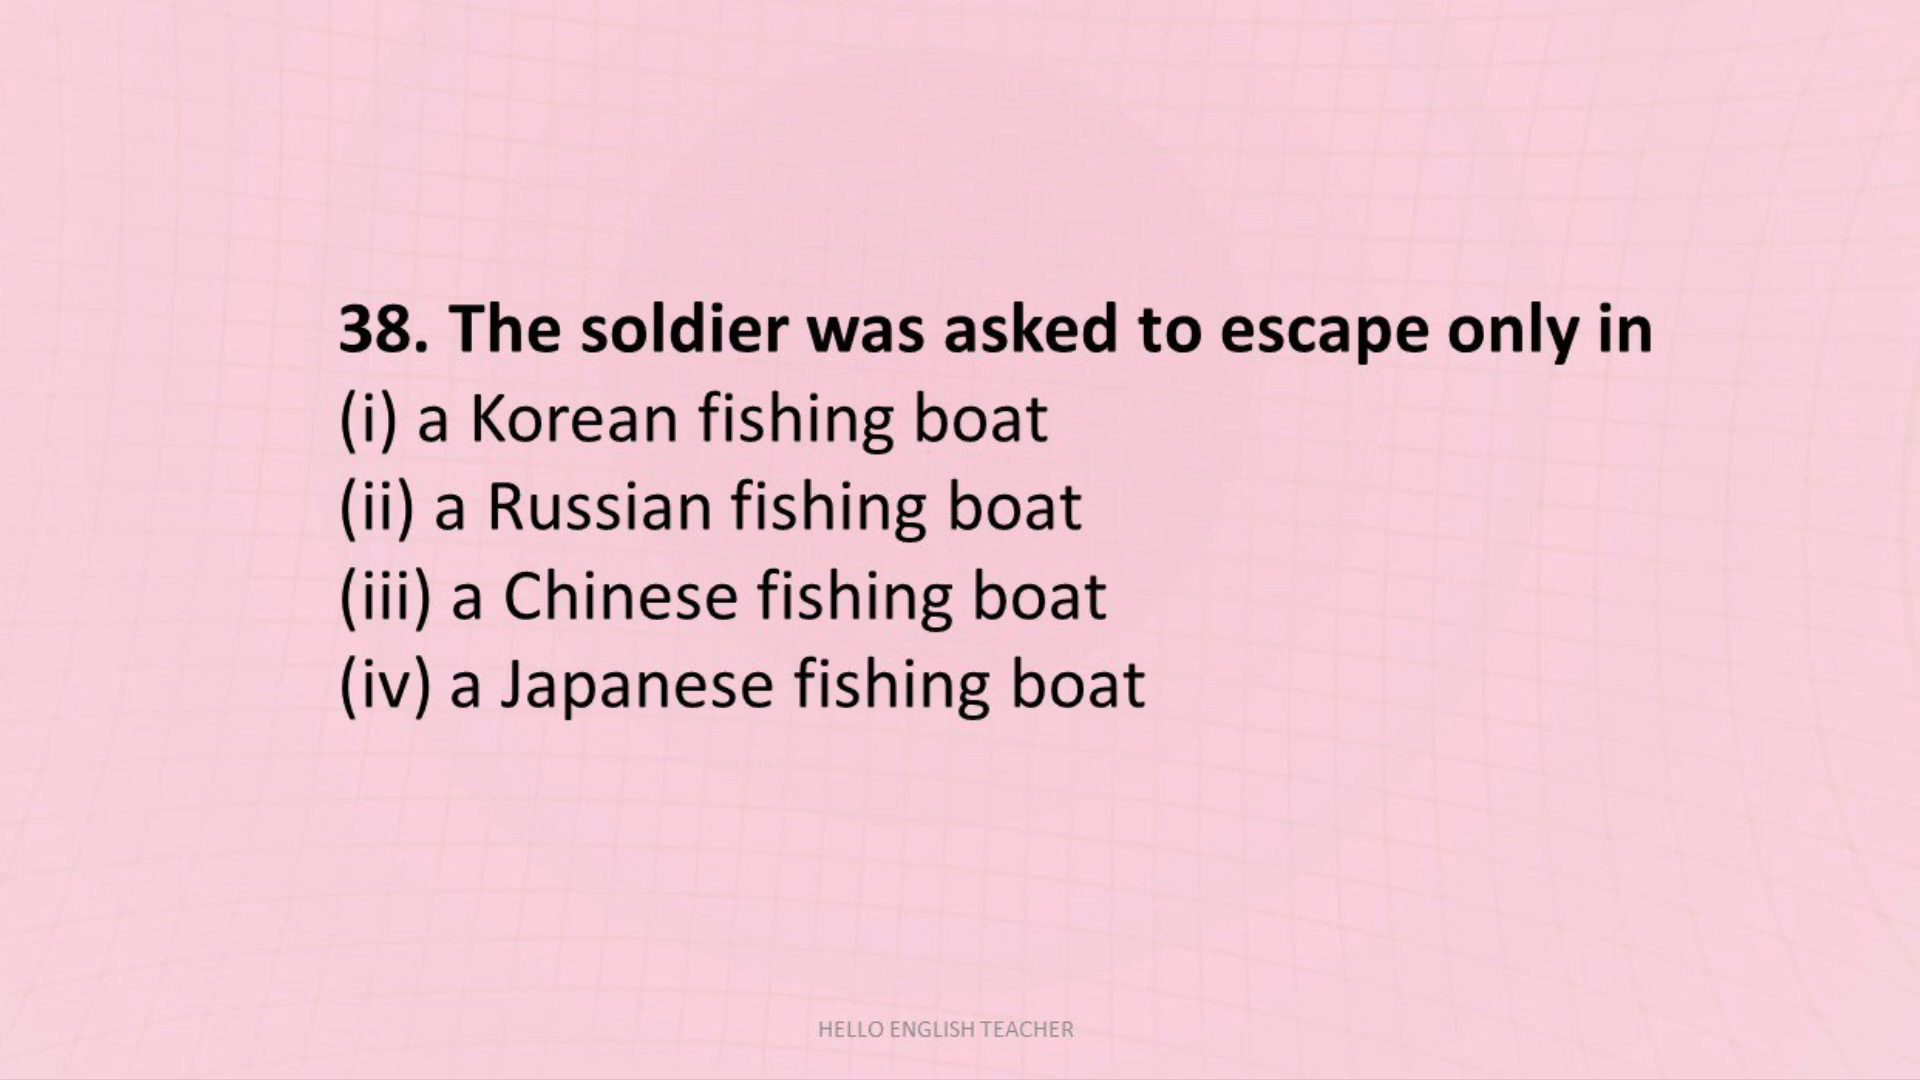 38. The soldier was asked to escape only in
(i) a Korean fishing boat
(ii) a Russian fishing boat
(iii) a Chinese fishing boat
(iv) a Japanese fishing boat
HELLO ENGLISH TEACHER